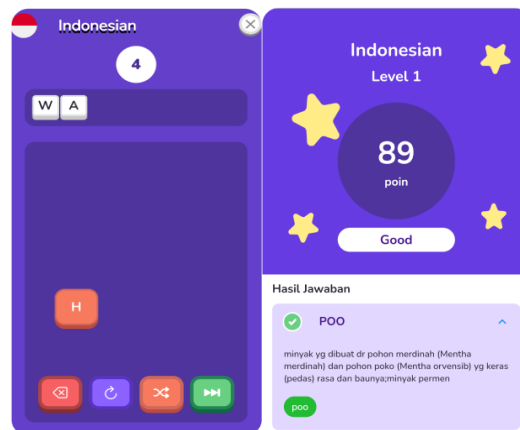 Indonesian
4
W A
H
Indonesian
Level 1
89
poin
Good
Hasil Jawaban
POO
minyak yg dibuat dr pohon merdinah (Mentha
merdinah) dan pohon poko (Mentha orvensib) yg keras
(pedas) rasa dan baunya;minyak permen
poo